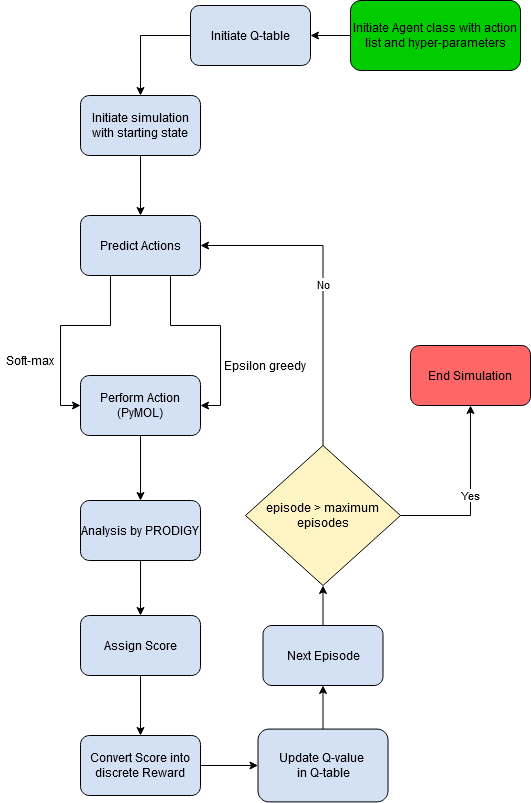 Initiate Agent class with action
list and hyper-parameters
Initiate Q-table
Initiate simulation
with starting state
Predict Actions
Soft-max
Epsilon greedy
Perform Action
(PyMOL)
Analysis by PRODIGY
Assign Score
Convert Score into
discrete Reward
Update Q-value
in Q-table
Next Episode
episode > maximum
episodes
No
Yes
End Simulation